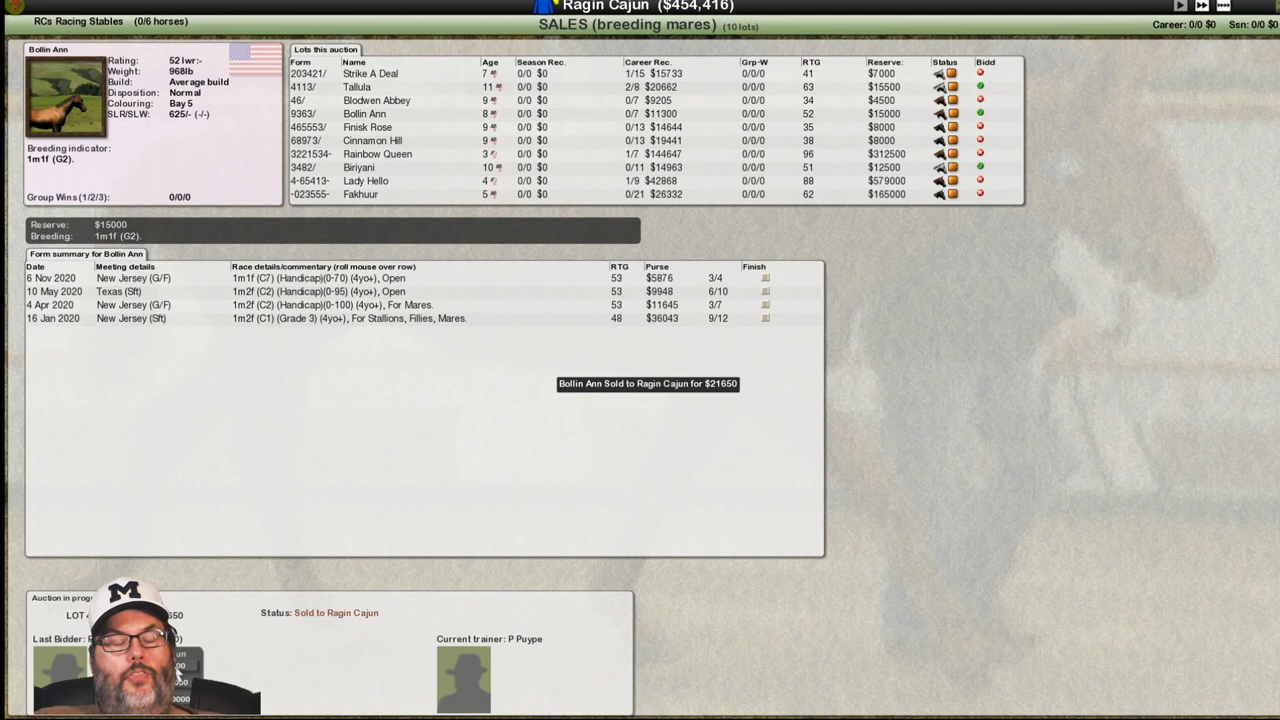 Ragin Cajun ($454,416)
RCs Racing Stables (0/6 horses)
SALES (breeding mares) (10 lots)
Career: 0/0 $0 Ssn: 0/0 $0
Bollin Ann
Rating: 52 lwr:-
Weight: 968lb
Build: Average build
Disposition: Normal
Colouring: Bay 5
SLR/SLW: 625/- (-/-)
Breeding indicator:
1m1f (G2).
Group Wins (1/2/3): 0/0/0
Lots this auction
Form Name Age Season Rec. Career Rec. Grp-W RTG Reserve: Status Bidd
203421/ Strike A Deal 7 0/0 $0 1/15 $15733 0/0/0 41 $7000
4113/ Tallula 11 0/0 $0 2/8 $20662 0/0/0 63 $15500
46/ Blodwen Abbey 9 0/0 $0 0/7 $9205 0/0/0 34 $4500
9363/ Bollin Ann 8 0/0 $0 0/7 $11300 0/0/0 52 $15000
465553/ Finisk Rose 9 0/0 $0 0/13 $14644 0/0/0 35 $8000
68973/ Cinnamon Hill 9 0/0 $0 0/13 $19441 0/0/0 38 $8000
3221534- Rainbow Queen 3 0/0 $0 1/7 $144647 0/0/0 96 $312500
3482/ Biriyani 10 0/0 $0 0/11 $14963 0/0/0 51 $12500
4-65413- Lady Hello 4 0/0 $0 1/9 $42868 0/0/0 88 $579000
-023555- Fakhuur 5 0/0 $0 0/21 $26332 0/0/0 62 $165000
Reserve: $15000
Breeding: 1m1f (G2).
Form summary for Bollin Ann
Date Meeting details Race details/commentary (roll mouse over row) RTG Purse Finish
6 Nov 2020 New Jersey (G/F) 1m1f (C7) (Handicap)(0-70) (4yo+), Open 53 $5876 3/4
10 May 2020 Texas (Sft) 1m2f (C2) (Handicap)(0-95) (4yo+), Open 53 $9948 6/10
4 Apr 2020 New Jersey (G/F) 1m2f (C2) (Handicap)(0-100) (4yo+), For Mares. 53 $11645 3/7
16 Jan 2020 New Jersey (Sft) 1m2f (C1) (Grade 3) (4yo+), For Stallions, Fillies, Mares. 48 $36043 9/12
Bollin Ann Sold to Ragin Cajun for $21650
Auction in prog
LOT 650
Status: Sold to Ragin Cajun
Last Bidder:
Current trainer: P Puype
M